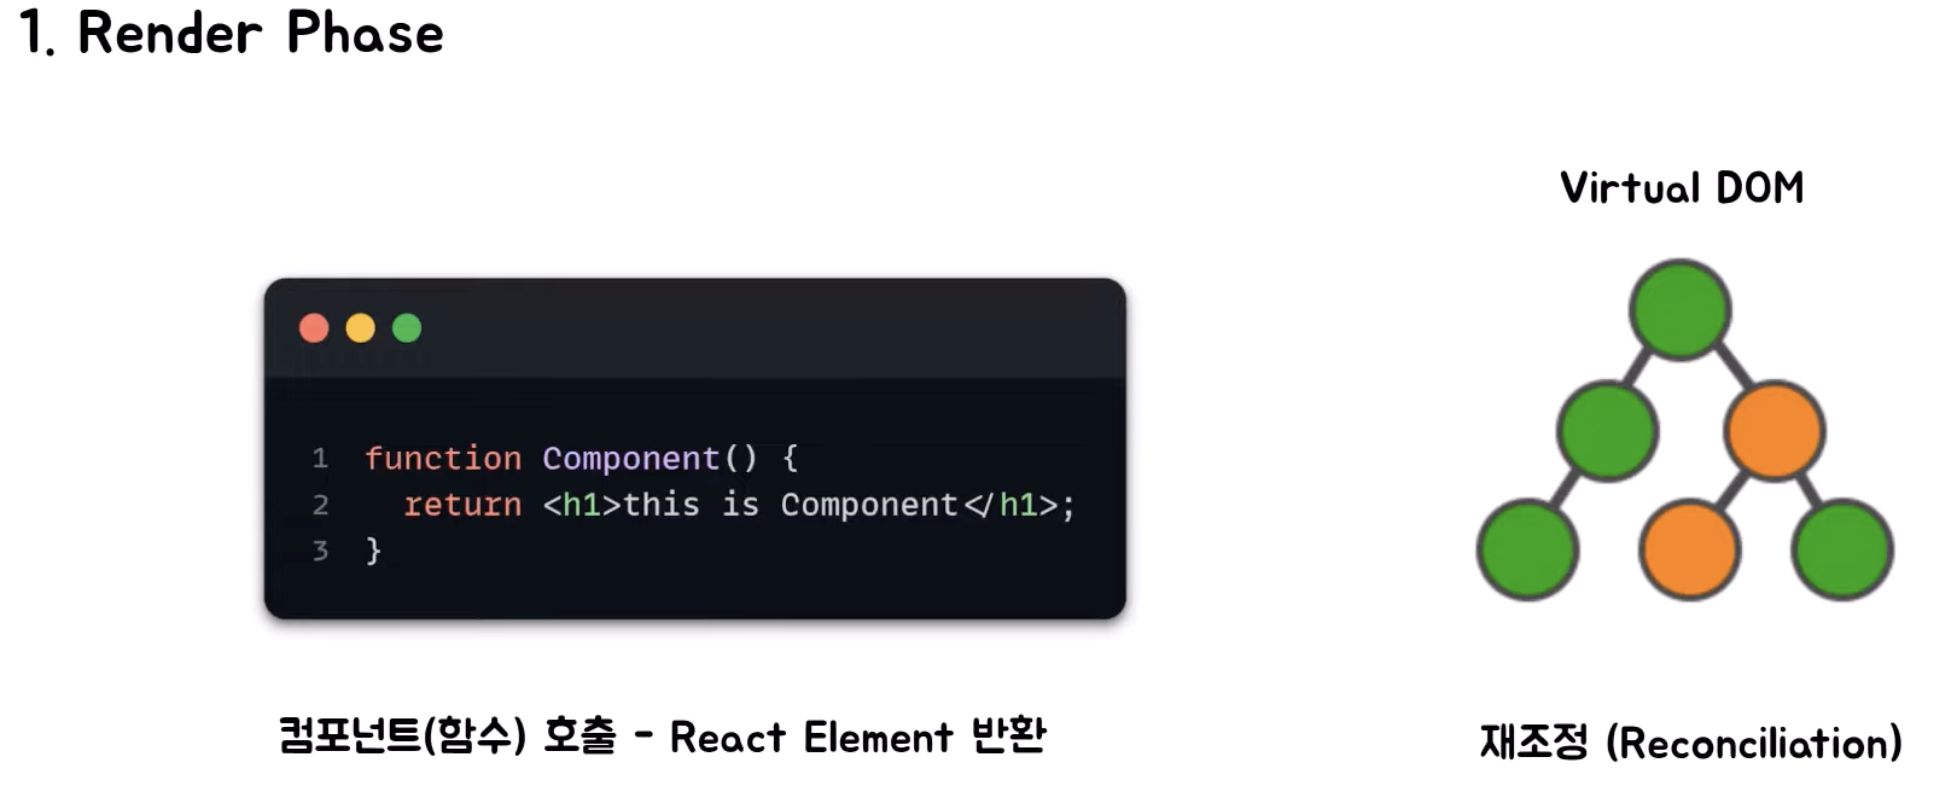 1. Render Phase
Virtual DOM
1 function Component() {
2 return <h1>this is Component</h1>;
3 }
컴포넌트(함수) 호출 - React Element 반환
재조정 (Reconciliation)